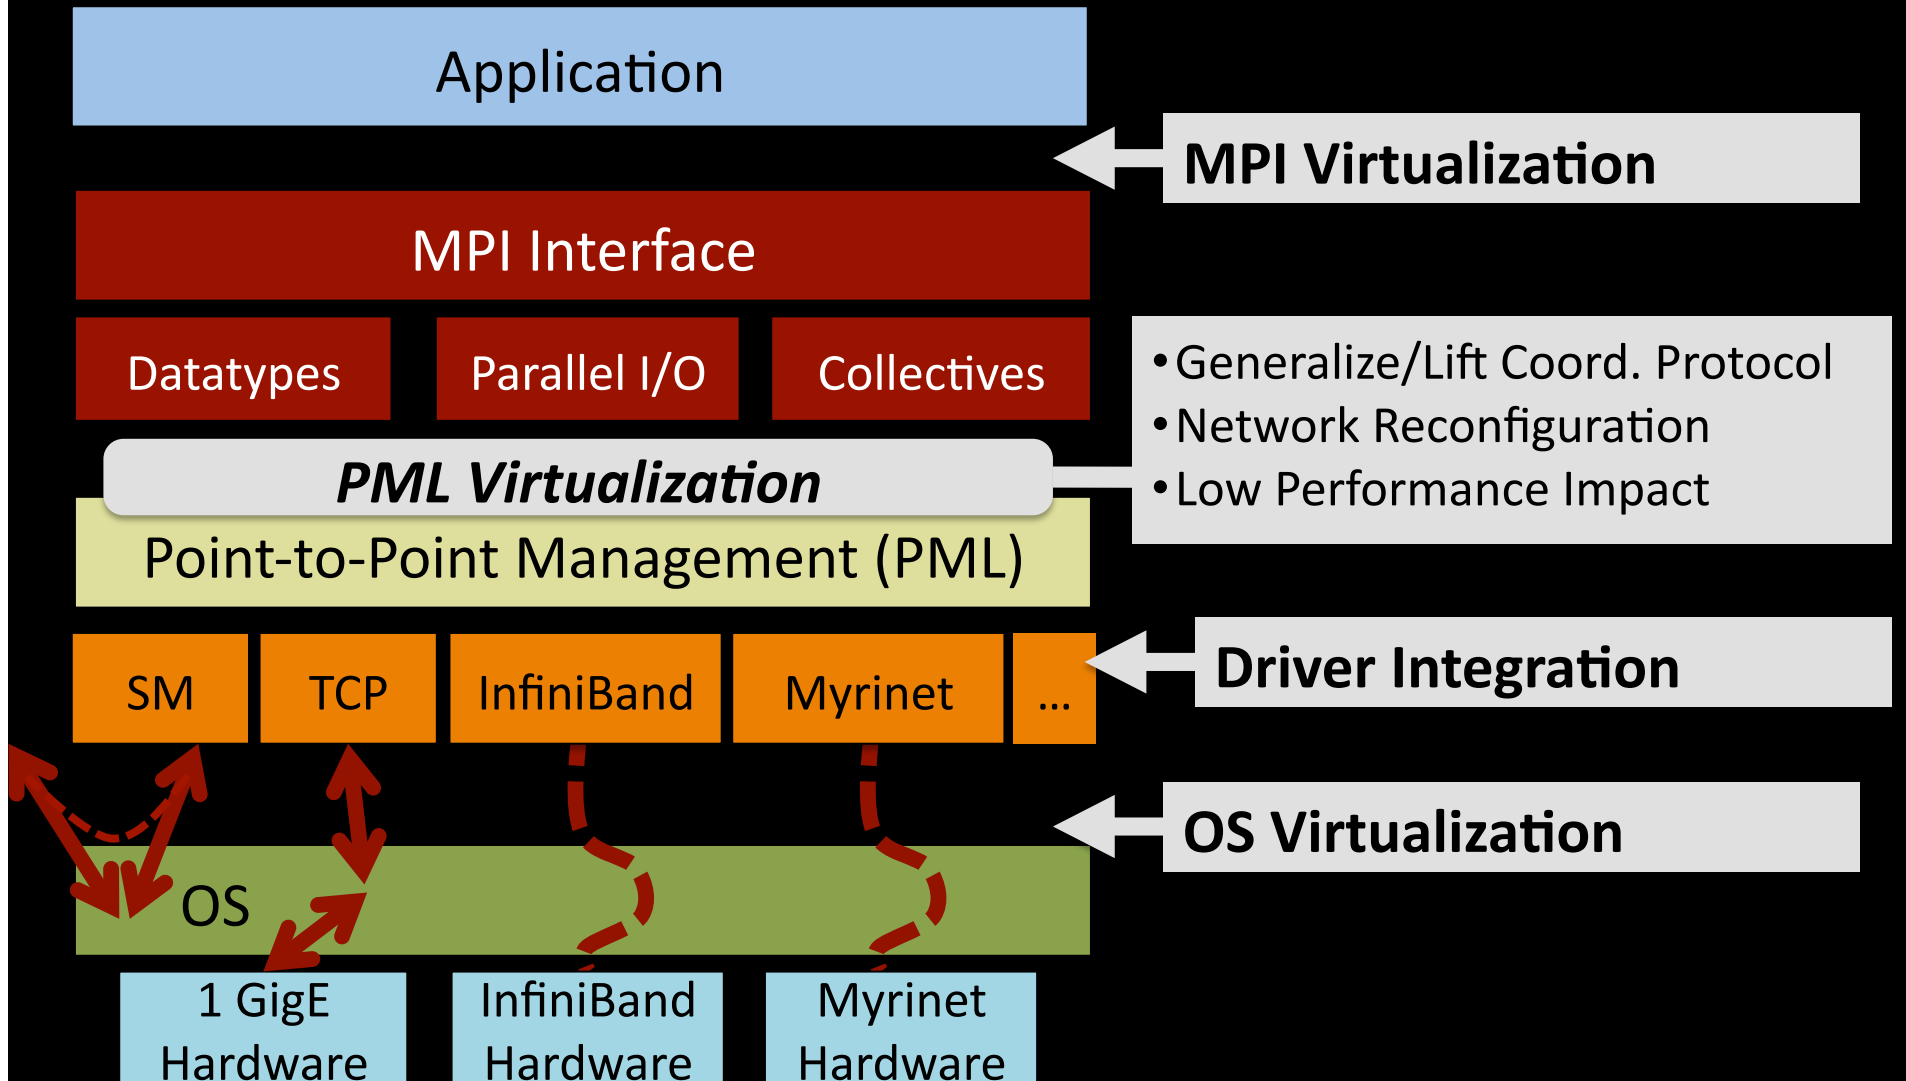 Application
MPI Virtualization
MPI Interface
Datatypes
Parallel I/O
Collectives
•Generalize/Lift Coord. Protocol
•Network Reconfiguration
•Low Performance Impact
PML Virtualization
Point-to-Point Management (PML)
SM
TCP
InfiniBand
Myrinet
...
Driver Integration
OS Virtualization
OS
1 GigE
Hardware
InfiniBand
Hardware
Myrinet
Hardware